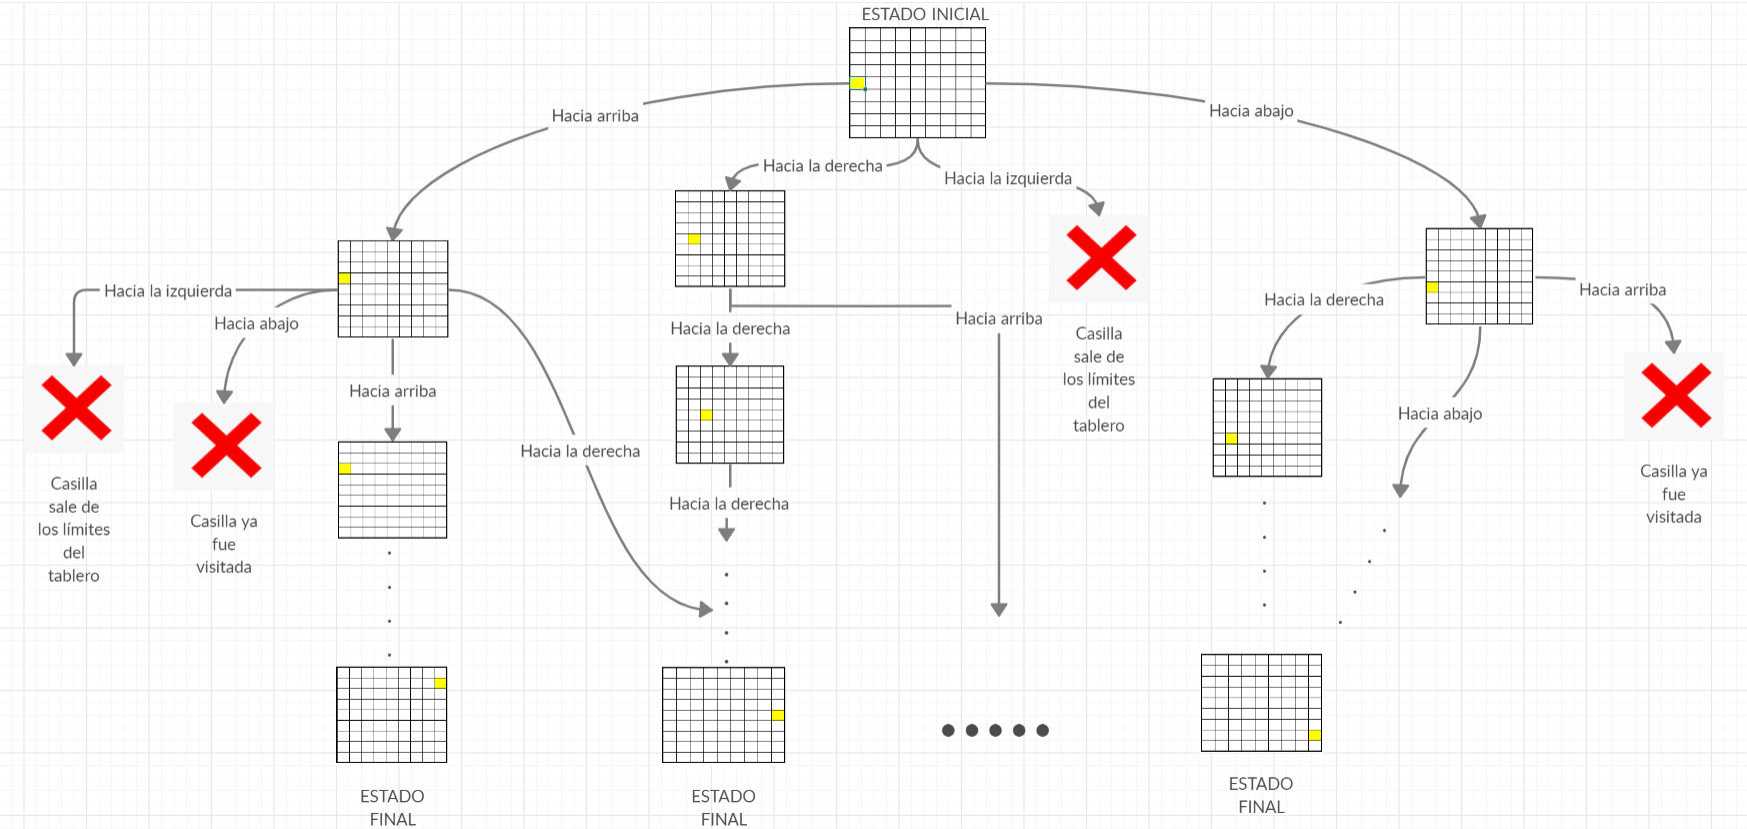 ESTADO INICIAL
Hacia arriba
Hacia abajo
Hacia la derecha
Hacia la izquierda
Hacia la izquierda
Hacia abajo
Hacia arriba
Hacia la derecha
Hacia la derecha
Hacia arriba
Hacia la derecha
Casilla
sale de
los límites
del
tablero
Hacia la derecha
Hacia arriba
Hacia abajo
Casilla
sale de
los límites
del
tablero
Casilla ya
fue
visitada
Casilla ya
fue
visitada
ESTADO
FINAL
ESTADO
FINAL
ESTADO
FINAL